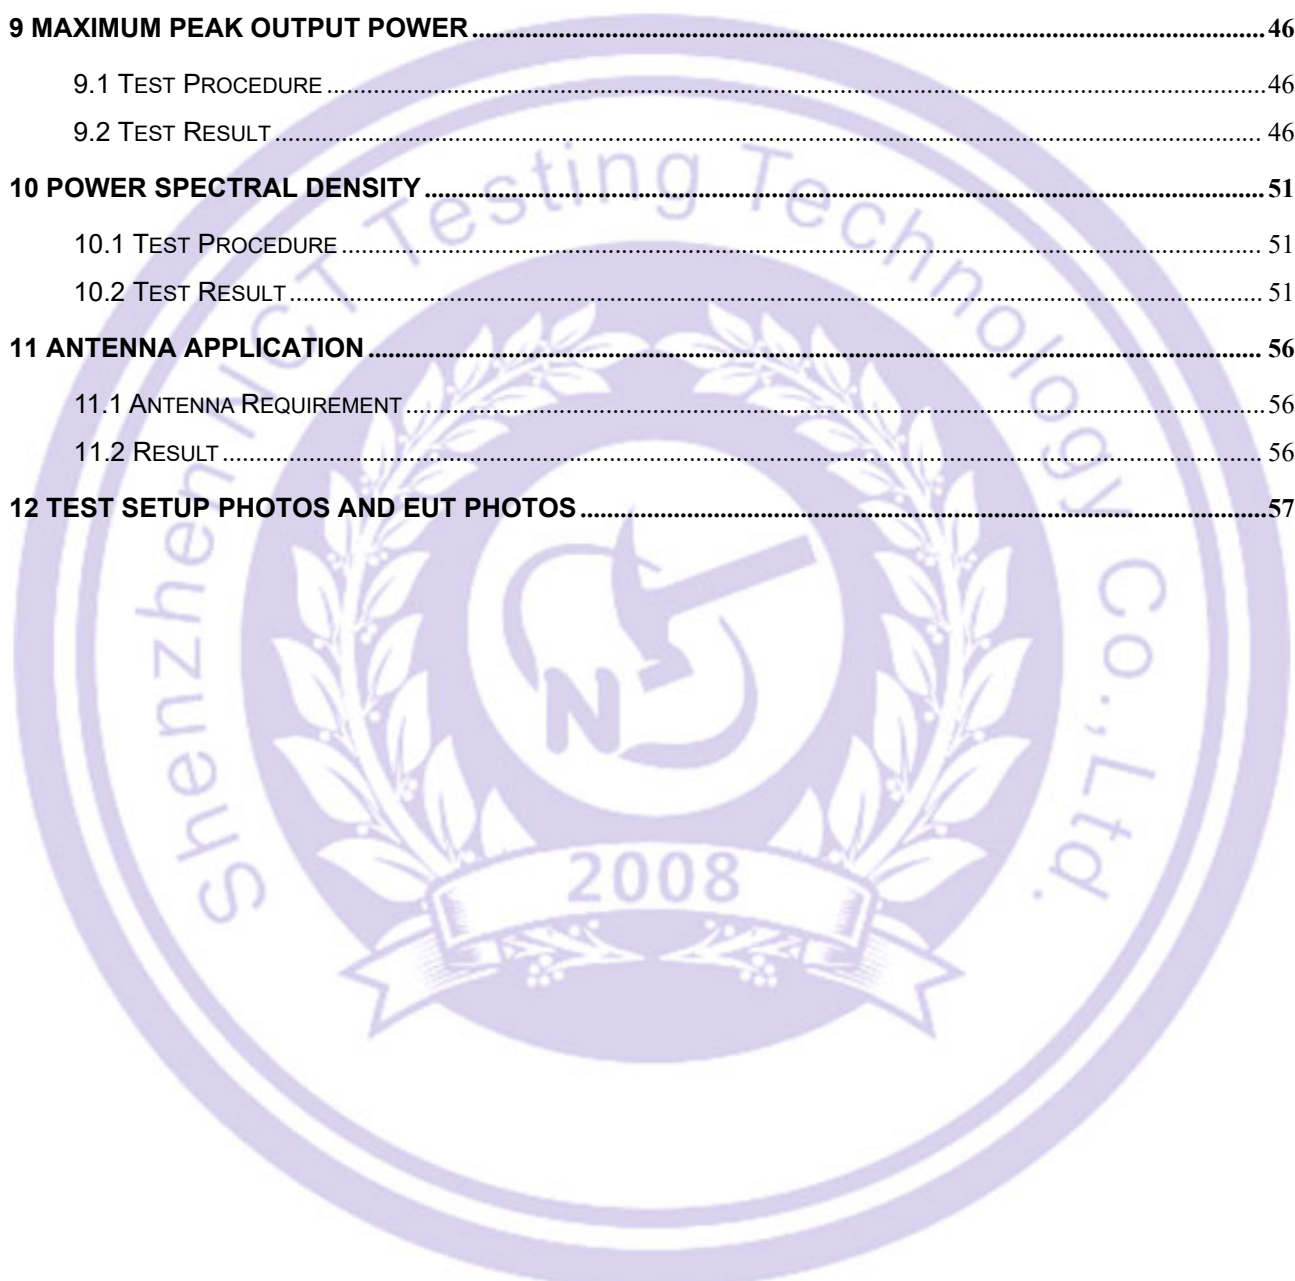 9 MAXIMUM PEAK OUTPUT POWER........................................46
9.1 TEST PROCEDURE........................................46
9.2 TEST RESULT........................................46
10 POWER SPECTRAL DENSITY........................................51
10.1 TEST PROCEDURE........................................51
10.2 TEST RESULT........................................51
11 ANTENNA APPLICATION........................................56
11.1 ANTENNA REQUIREMENT........................................56
11.2 RESULT........................................56
12 TEST SETUP PHOTOS AND EUT PHOTOS........................................57
Shenzhen NCT Testing Technology Co.,Ltd.
N
2008